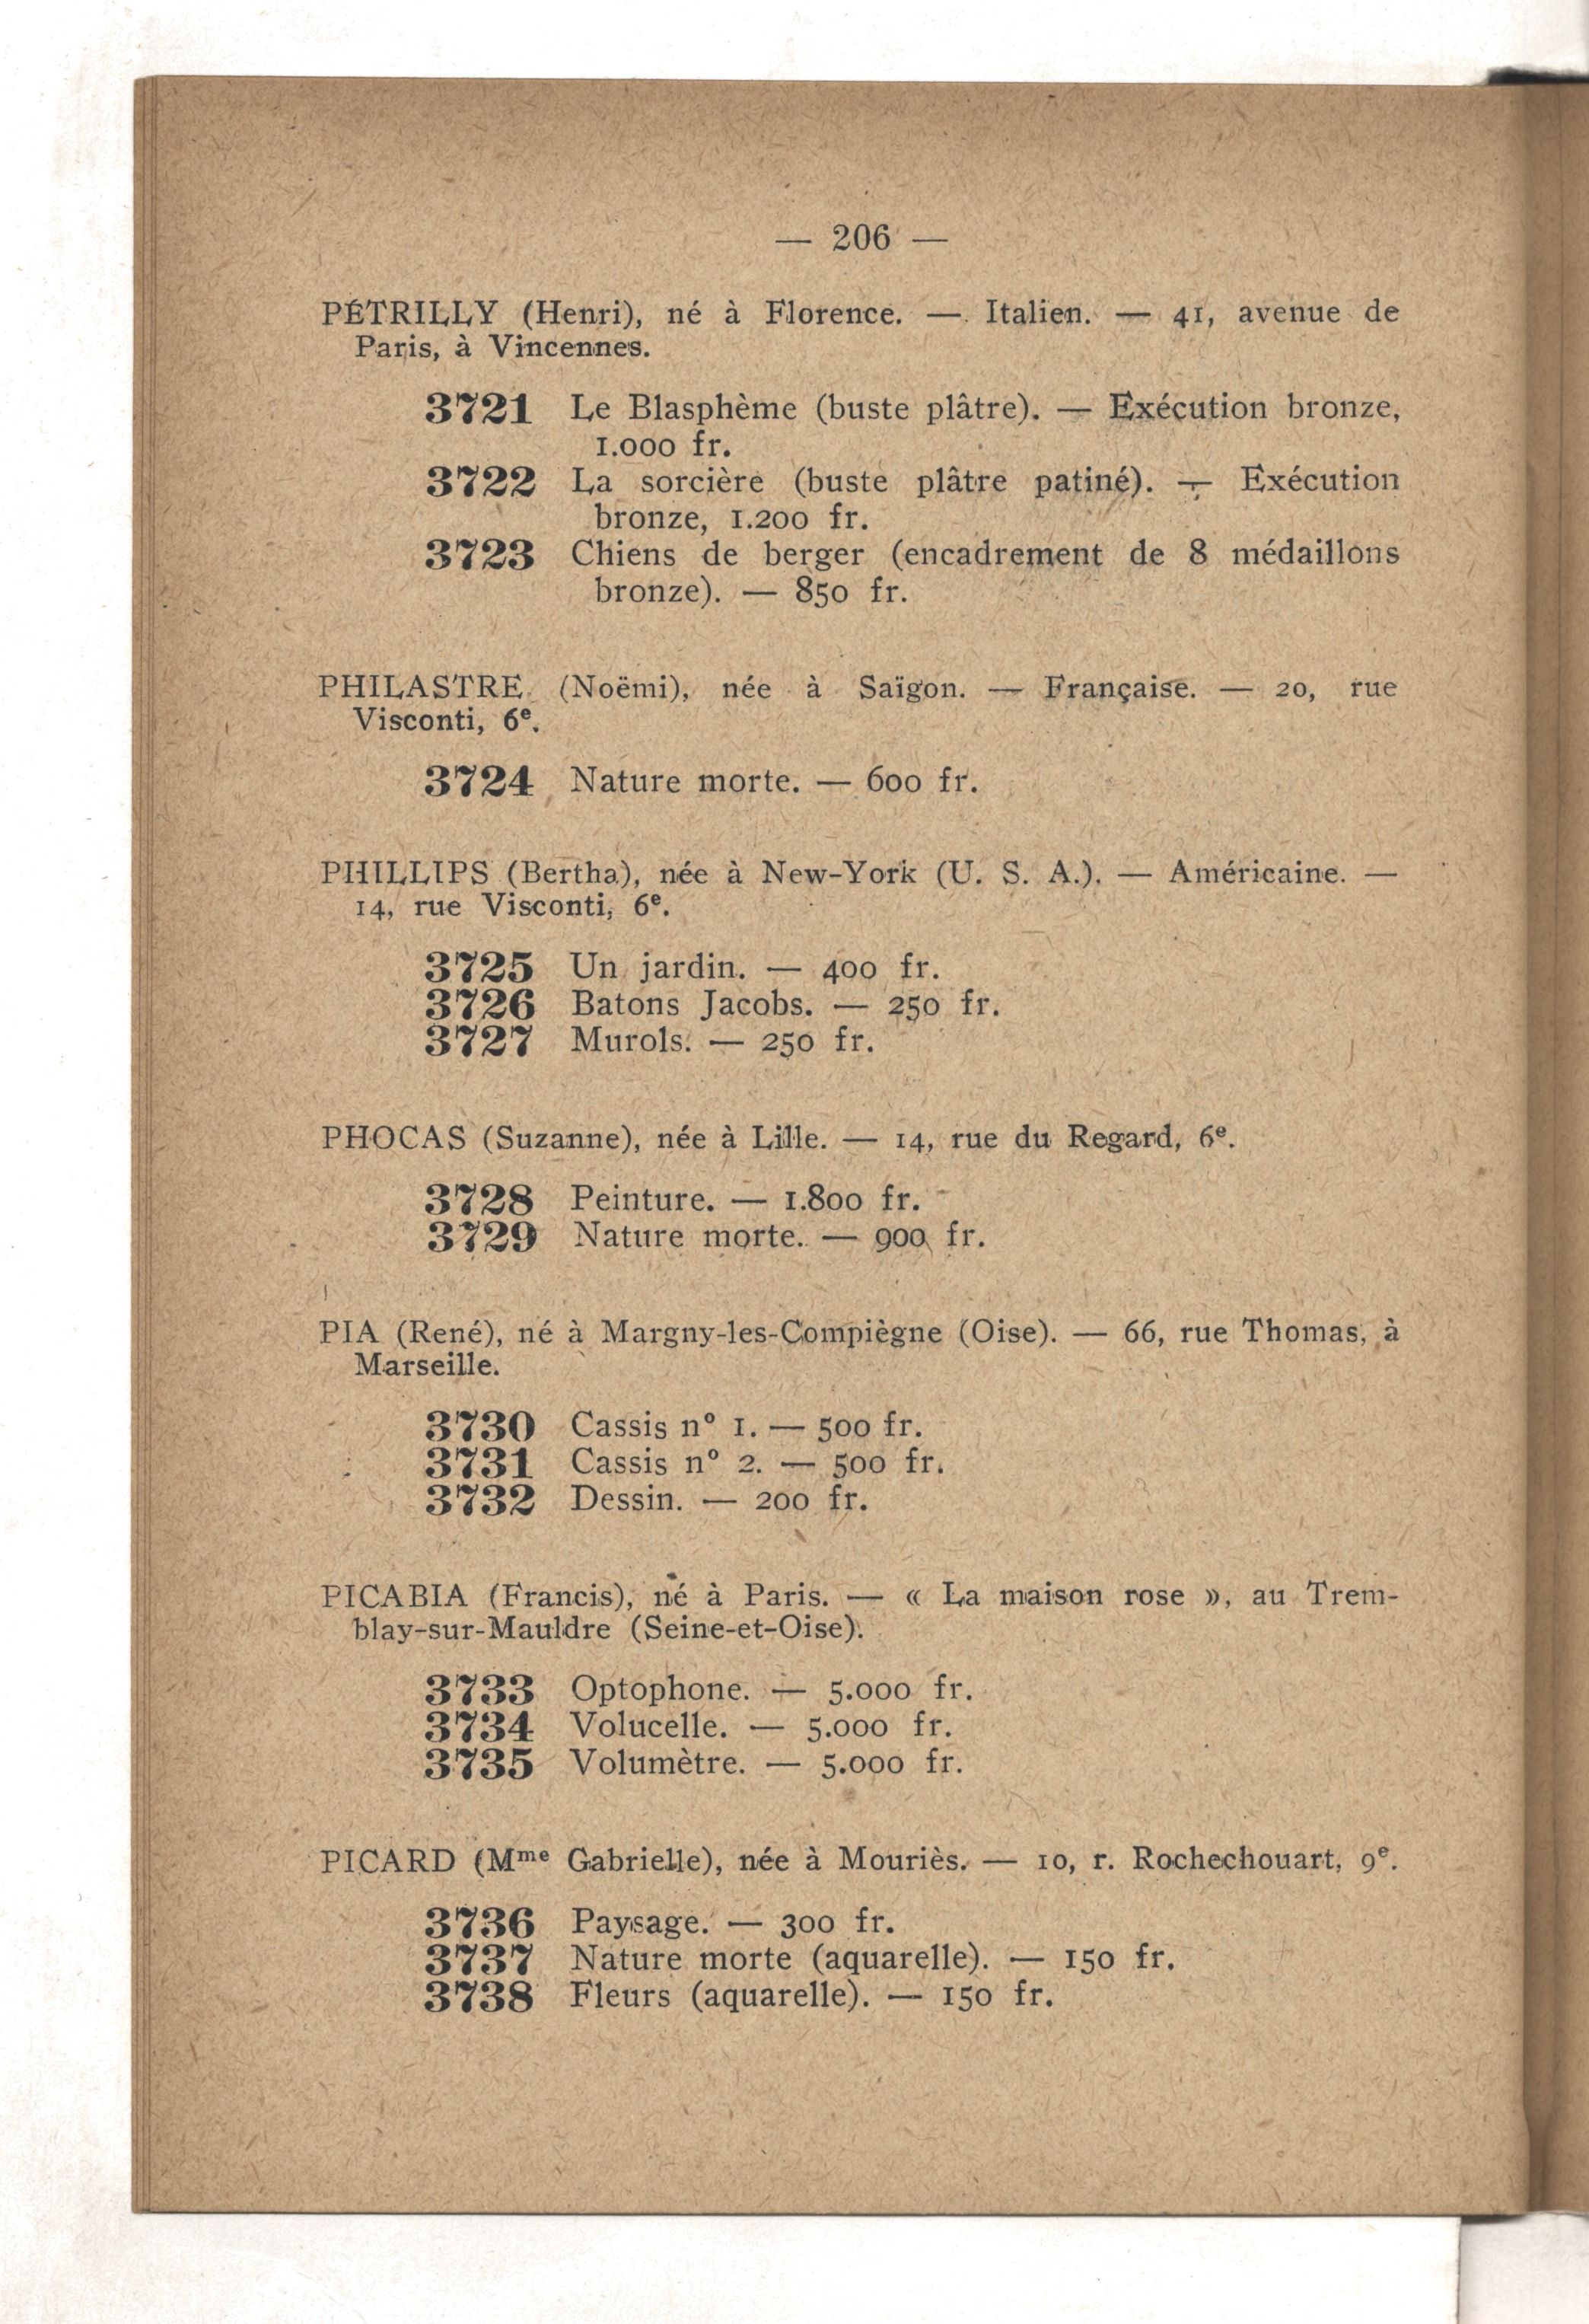 — 206 —
PÉTRILLY (Henri), né à Florence. — Italien. — 41, avenue de
Paris, à Vincennes.
3721 Le Blasphème (buste plâtre). — Exécution bronze,
1.000 fr.
3722 La sorcière (buste plâtre patiné). — Exécution
bronze, 1.200 fr.
3723 Chiens de berger (encadrement de 8 médaillons
bronze). — 850 fr.
PHILASTRE (Noëmi), née à Saïgon. — Française. — 20, rue
Visconti, 6e.
3724 Nature morte. — 600 fr.
PHILLIPS (Bertha), née à New-York (U. S. A.). — Américaine. —
14, rue Visconti, 6e.
3725 Un jardin. — 400 fr.
3726 Batons Jacobs. — 250 fr.
3727 Murols. — 250 fr.
PHOCAS (Suzanne), née à Lille. — 14, rue du Regard, 6e.
3728 Peinture. — 1.800 fr.
3729 Nature morte. — 900 fr.
PIA (René), né à Margny-les-Compiègne (Oise). — 66, rue Thomas, à
Marseille.
3730 Cassis n° 1. — 500 fr.
3731 Cassis n° 2. — 500 fr.
3732 Dessin. — 200 fr.
PICABIA (Francis), né à Paris. — « La maison rose », au Trem-
blay-sur-Mauldre (Seine-et-Oise).
3733 Optophone. — 5.000 fr.
3734 Volucelle. — 5.000 fr.
3735 Volumètre. — 5.000 fr.
PICARD (Mme Gabrielle), née à Mouriès. — 10, r. Rochechouart, 9e.
3736 Paysage. — 300 fr.
3737 Nature morte (aquarelle). — 150 fr.
3738 Fleurs (aquarelle). — 150 fr.